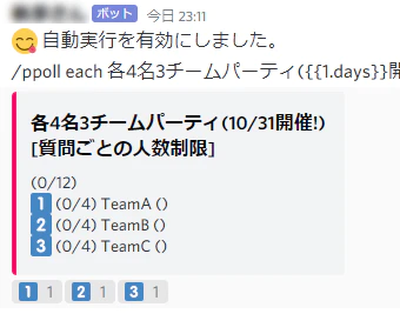 ボット 今日 23:11
自動実行を有効にしました。
/ppoll each 各4名3チームパーティ({{1.days}}開
各4名3チームパーティ(10/31開催!)
[質問ごとの人数制限]
(0/12)
1 (0/4) TeamA ()
2 (0/4) TeamB ()
3 (0/4) TeamC ()
1 1 2 1 3 1